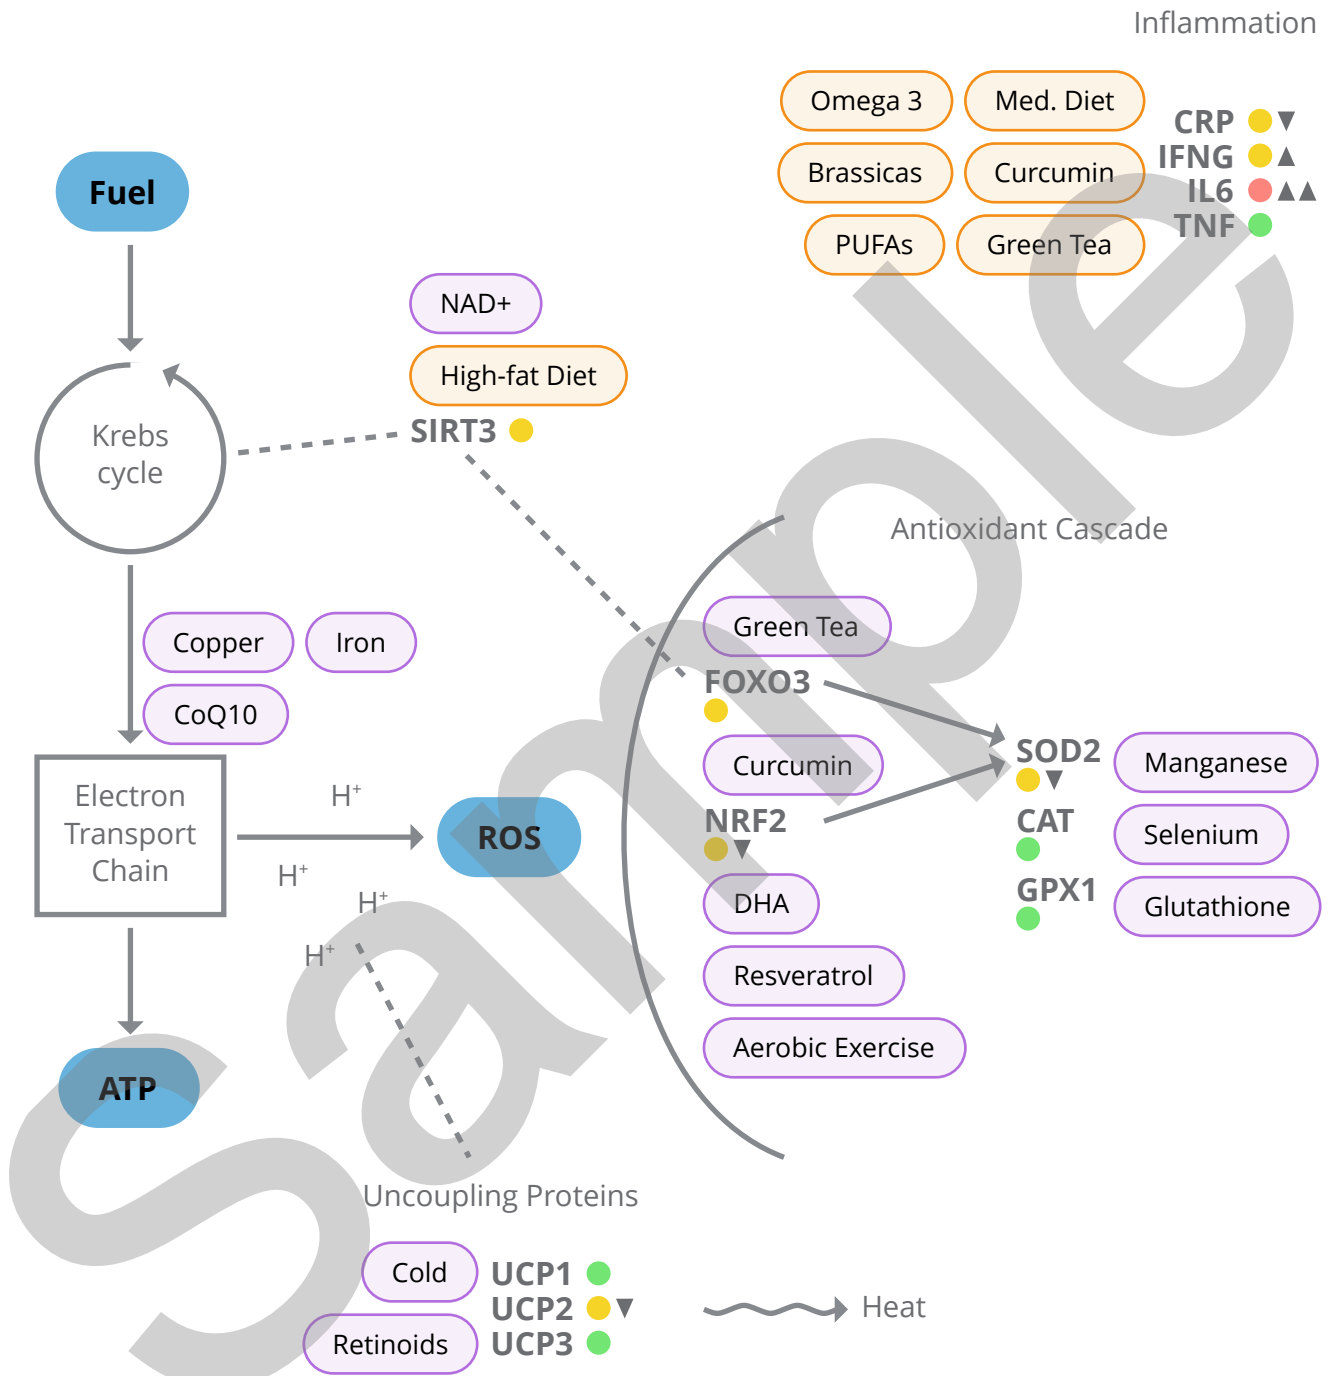 Inflammation
Omega 3
Med. Diet
CRP
Brassicas
Curcumin
IFNG
IL6
PUFAs
Green Tea
TNF
Fuel
NAD+
High-fat Diet
SIRT3
Krebs
cycle
Antioxidant Cascade
Copper
Iron
CoQ10
Green Tea
FOXO3
Curcumin
NRF2
DHA
Resveratrol
Aerobic Exercise
SOD2
Manganese
CAT
Selenium
GPX1
Glutathione
Electron
Transport
Chain
H⁺
ROS
H⁺
H⁺
H⁺
ATP
Uncoupling Proteins
Cold
UCP1
UCP2
Retinoids
UCP3
Heat
Sample